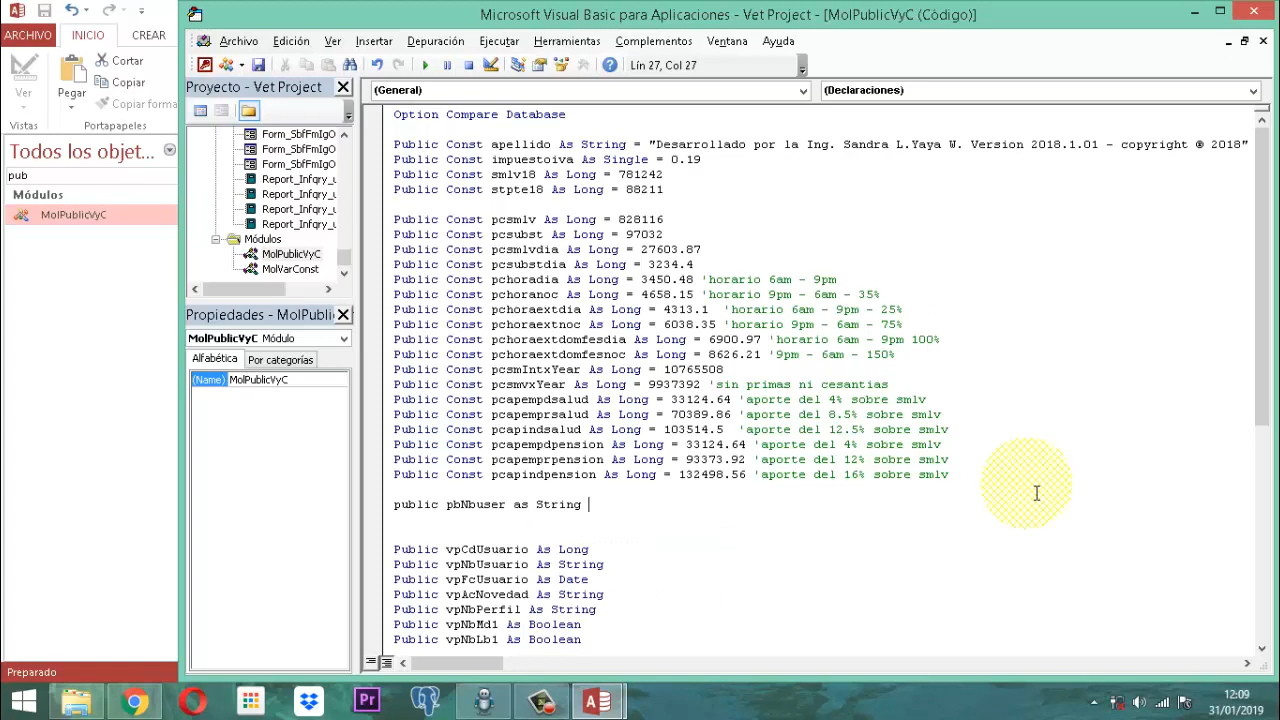 Microsoft Visual Basic para Aplicaciones - Vet Project - [MolPublicVyC (Código)]
ARCHIVO INICIO CREAR
Archivo Edición Ver Insertar Depuración Ejecutar Herramientas Complementos Ventana Ayuda
Ver
Pegar
Cortar
Copiar
Copiar forma
Vistas Portapapeles
Lín 27, Col 27
Todos los objet...
pub
Módulos
MolPublicVyC
Preparado
Proyecto - Vet Project
Form_SbfFmIgO
Form_SbfFmIgO
Form_SbfFmIgO
Report_Infqry_u
Report_Infqry_u
Report_Infqry_u
Report_Infqry_u
Módulos
MolPublicVyC
MolVarConst
Propiedades - MolPubli
MolPublicVyC Módulo
Alfabética Por categorías
(Name) MolPublicVyC
(General) (Declaraciones)
Option Compare Database
Public Const apellido As String = "Desarrollado por la Ing. Sandra L.Yaya W. Version 2018.1.01 - copyright ® 2018"
Public Const impuestoiva As Single = 0.19
Public Const smlv18 As Long = 781242
Public Const stpte18 As Long = 88211
Public Const pcsmlv As Long = 828116
Public Const pcsubst As Long = 97032
Public Const pcsmlvdia As Long = 27603.87
Public Const pcsubstdia As Long = 3234.4
Public Const pchoradia As Long = 3450.48 'horario 6am - 9pm
Public Const pchoranoc As Long = 4658.15 'horario 9pm - 6am - 35%
Public Const pchoraextdia As Long = 4313.1  'horario 6am - 9pm - 25%
Public Const pchoraextnoc As Long = 6038.35 'horario 9pm - 6am - 75%
Public Const pchoraextdomfesdia As Long = 6900.97 'horario 6am - 9pm 100%
Public Const pchoraextdomfesnoc As Long = 8626.21 '9pm - 6am - 150%
Public Const pcsmIntxYear As Long = 10765508
Public Const pcsmvxYear As Long = 9937392 'sin primas ni cesantias
Public Const pcapempdsalud As Long = 33124.64 'aporte del 4% sobre smlv
Public Const pcapemprsalud As Long = 70389.86 'aporte del 8.5% sobre smlv
Public Const pcapindsalud As Long = 103514.5  'aporte del 12.5% sobre smlv
Public Const pcapempdpension As Long = 33124.64 'aporte del 4% sobre smlv
Public Const pcapemprpension As Long = 93373.92 'aporte del 12% sobre smlv
Public Const pcapindpension As Long = 132498.56 'aporte del 16% sobre smlv
public pbNbuser as String
Public vpCdUsuario As Long
Public vpNbUsuario As String
Public vpFcUsuario As Date
Public vpAcNovedad As String
Public vpNbPerfil As String
Public vpNbMd1 As Boolean
Public vpNbLb1 As Boolean
Pr
12:09
31/01/2019